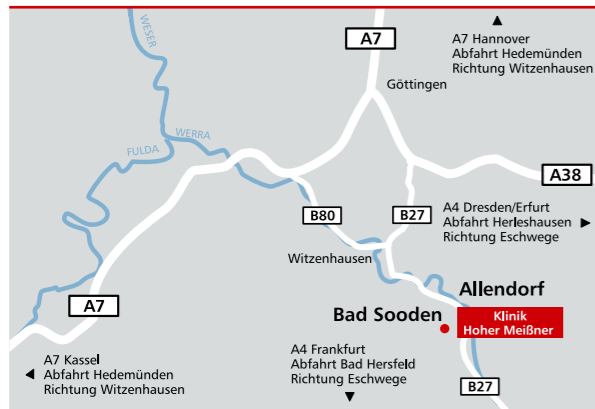 WESER
A7
A7 Hannover
Abfahrt Hedemünden
Richtung Witzenhausen
Göttingen
WERRA
FULDA
A38
B80
B27
A4 Dresden/Erfurt
Abfahrt Herleshausen
Richtung Eschwege
Witzenhausen
A7
Allendorf
Bad Sooden
Klinik
Hoher Meißner
A7 Kassel
Abfahrt Hedemünden
Richtung Witzenhausen
A4 Frankfurt
Abfahrt Bad Hersfeld
Richtung Eschwege
B27